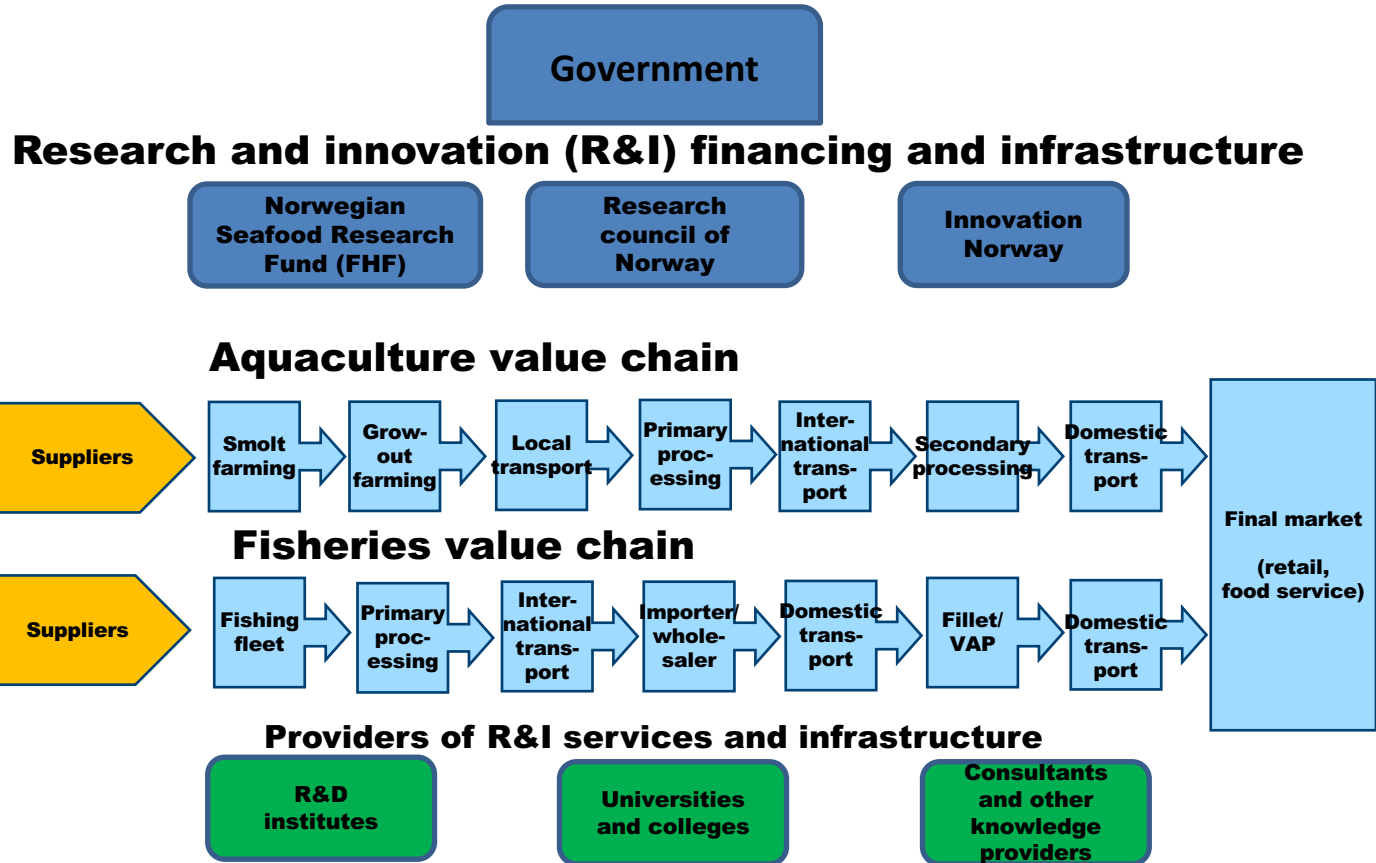 Government
Research and innovation (R&I) financing and infrastructure
Norwegian
Seafood Research
Fund (FHF)
Research
council of
Norway
Innovation
Norway
Aquaculture value chain
Suppliers
Smolt
farming
Grow-
out
farming
Local
transport
Primary
proc-
essing
Inter-
national
trans-
port
Secondary
processing
Domestic
trans-
port
Final market
(retail,
food service)
Fisheries value chain
Suppliers
Fishing
fleet
Primary
proc-
essing
Inter-
national
trans-
port
Importer/
whole-
saler
Domestic
trans-
port
Fillet/
VAP
Domestic
trans-
port
Providers of R&I services and infrastructure
R&D
institutes
Universities
and colleges
Consultants
and other
knowledge
providers